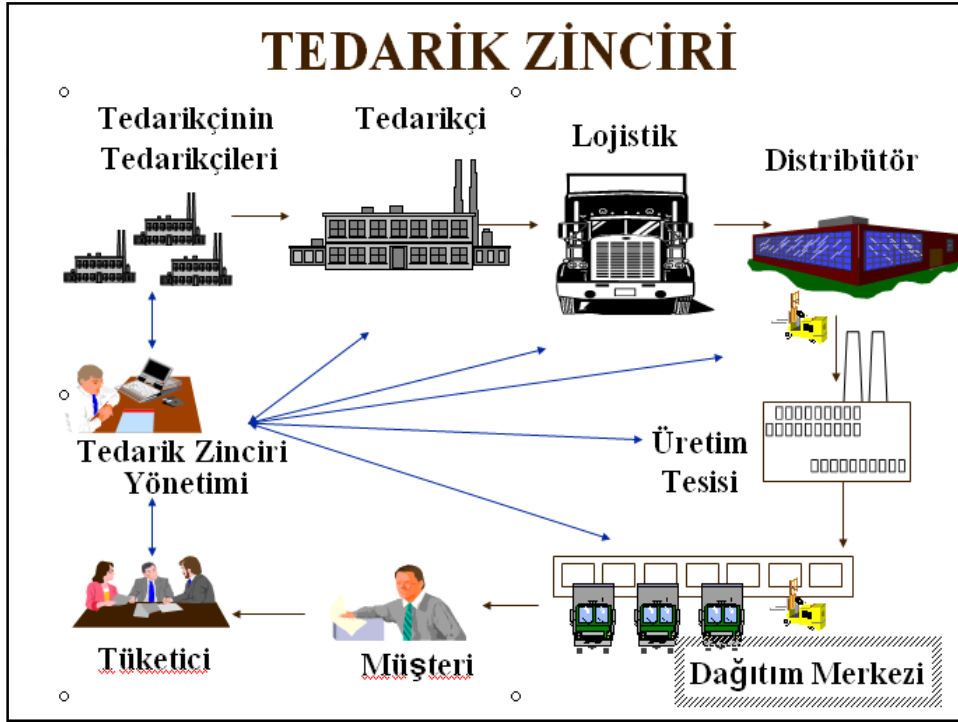 TEDARİK ZİNCİRİ
Tedarikçinin
Tedarikçileri
Tedarikçi
Lojistik
Distribütör
Tedarik Zinciri
Yönetimi
Üretim
Tesisi
Tüketici
Müşteri
Dağıtım Merkezi